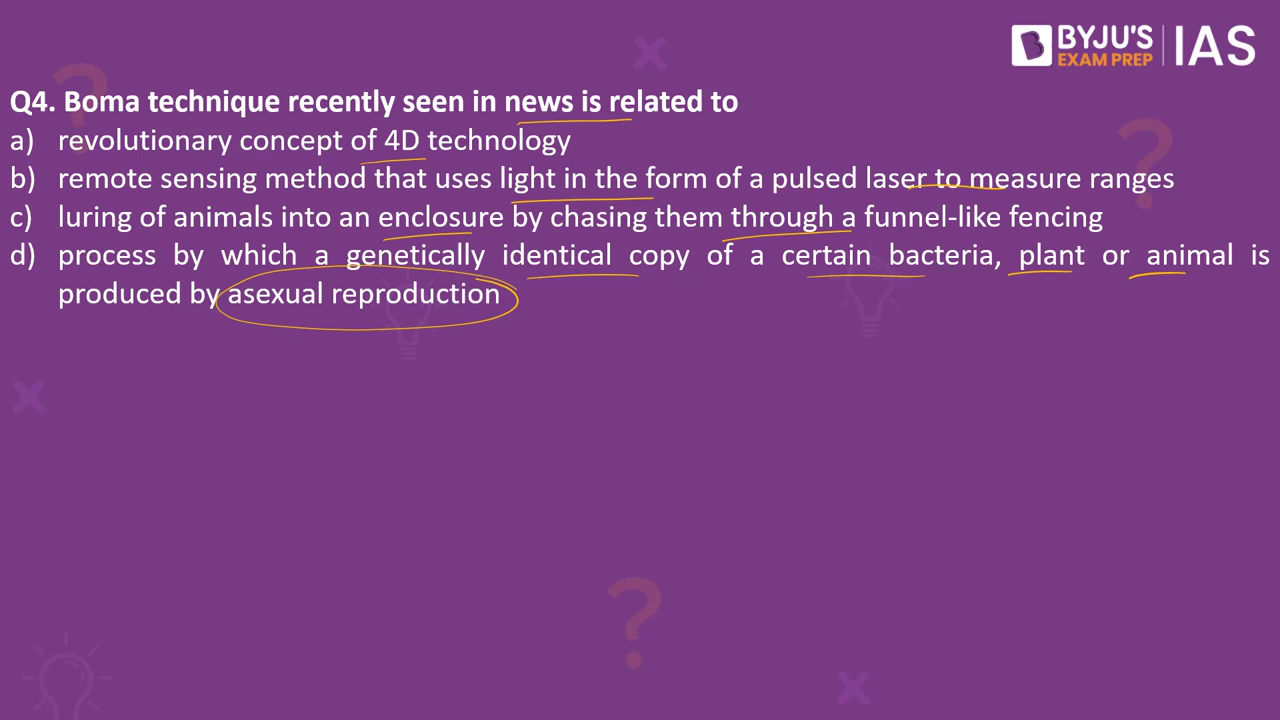 BYJU'S
EXAM PREP
IAS
Q4. Boma technique recently seen in news is related to
a) revolutionary concept of 4D technology
b) remote sensing method that uses light in the form of a pulsed laser to measure ranges
c) luring of animals into an enclosure by chasing them through a funnel-like fencing
d) process by which a genetically identical copy of a certain bacteria, plant or animal is
produced by asexual reproduction